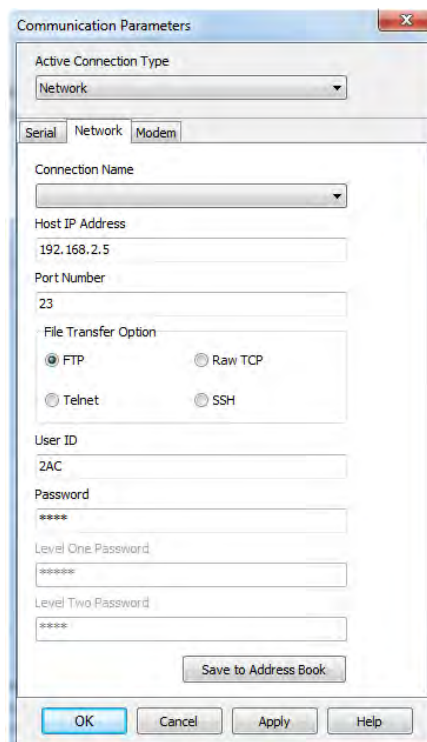 Communication Parameters
Active Connection Type
Network
Serial Network Modem
Connection Name
Host IP Address
192.168.2.5
Port Number
23
File Transfer Option
FTP Raw TCP
Telnet SSH
User ID
2AC
Password
****
Level One Password
*****
Level Two Password
****
Save to Address Book
OK Cancel Apply Help